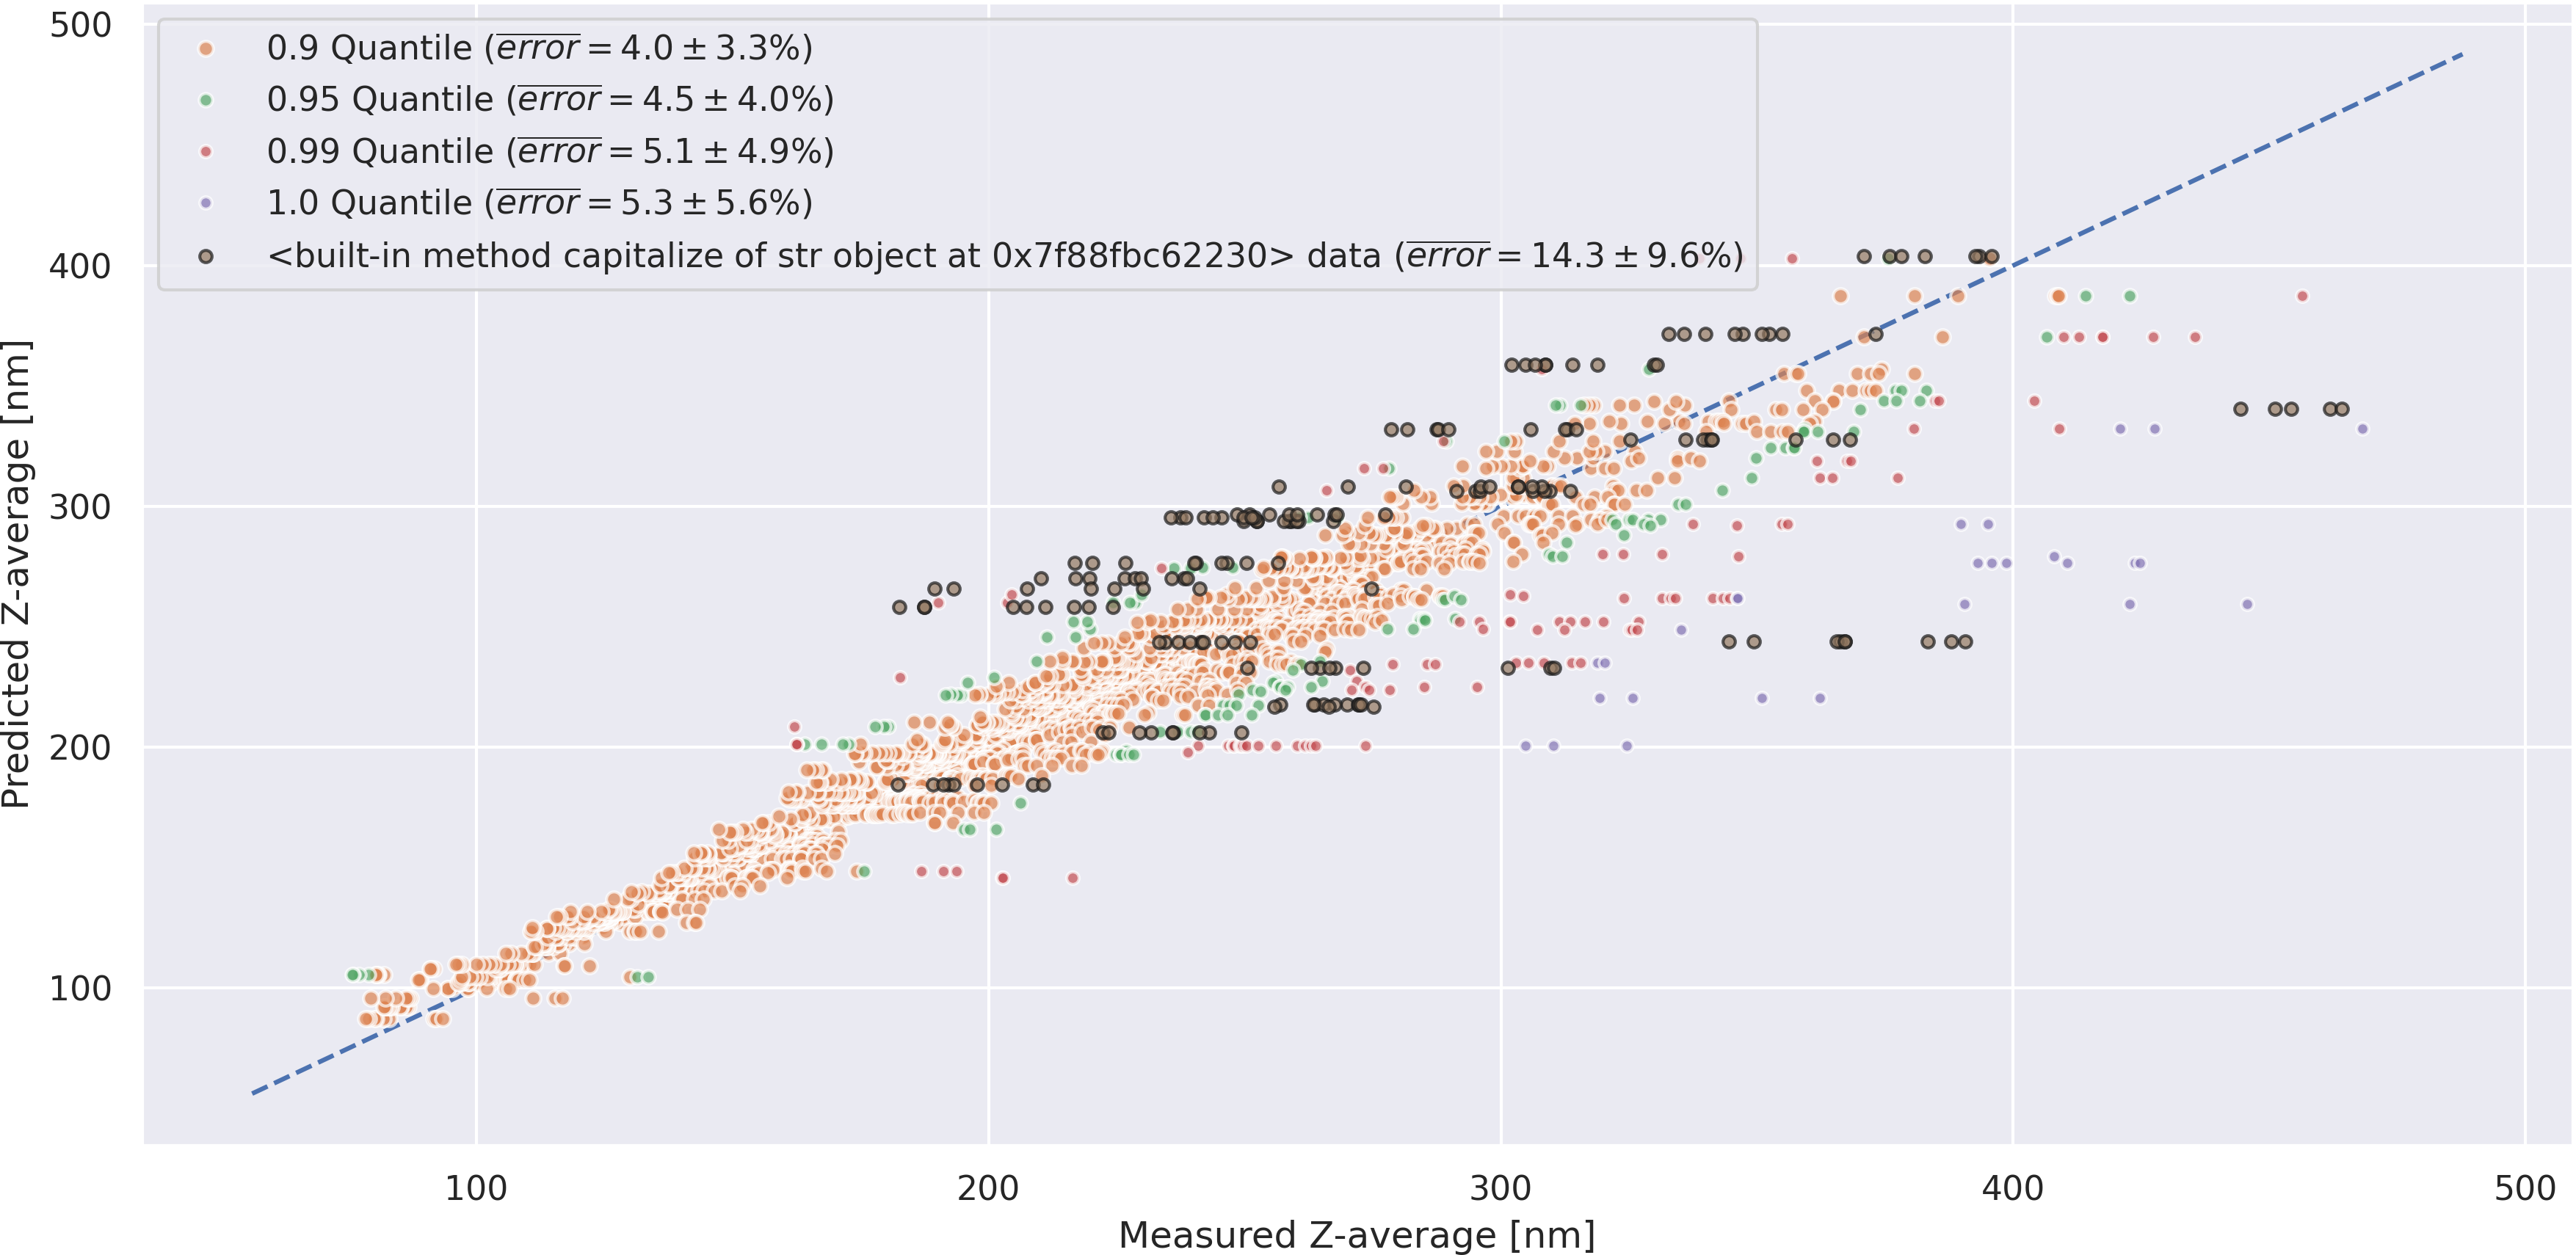 0.9 Quantile (error = 4.0 ± 3.3%)
0.95 Quantile (error = 4.5 ± 4.0%)
0.99 Quantile (error = 5.1 ± 4.9%)
1.0 Quantile (error = 5.3 ± 5.6%)
<built-in method capitalize of str object at 0x7f88fbc62230> data (error = 14.3 ± 9.6%)
500
400
300
200
100
Predicted Z-average [nm]
100 200 300 400 500
Measured Z-average [nm]